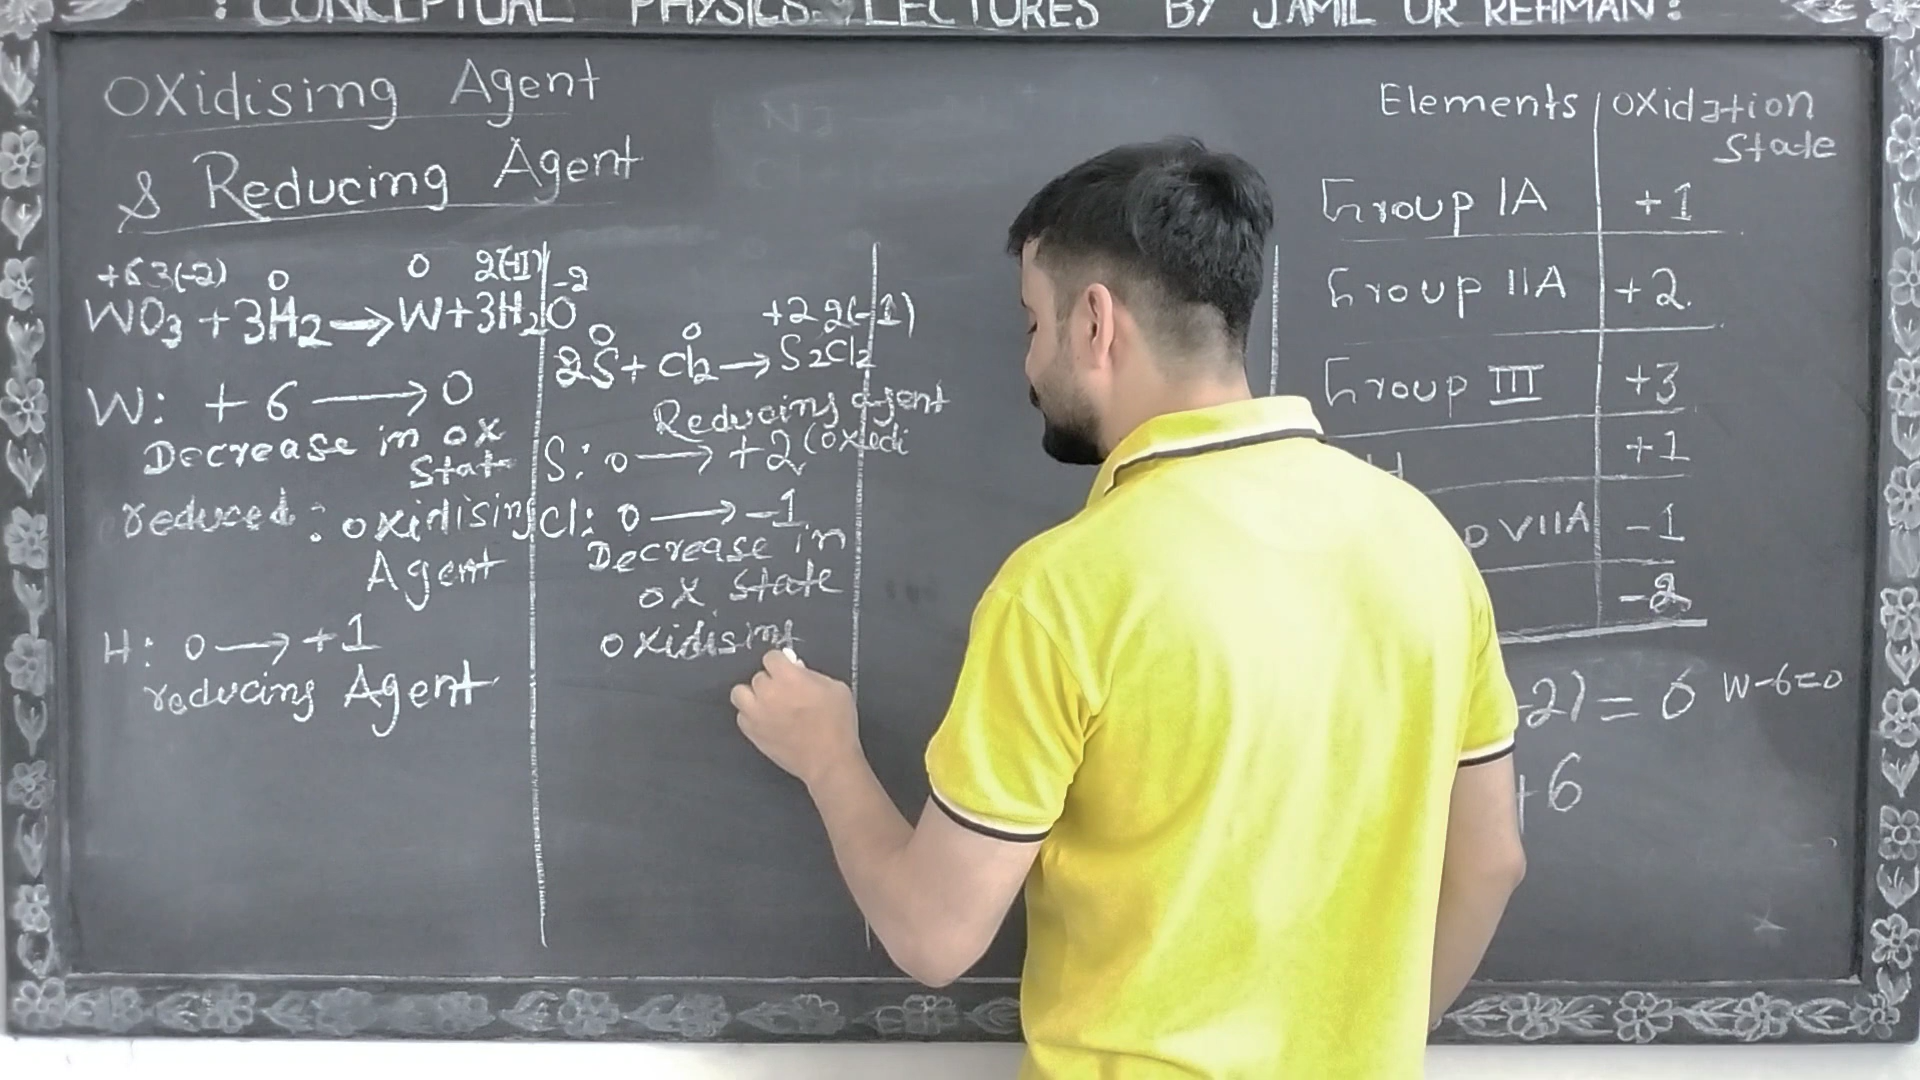 : CONCEPTUAL PHYSICS LECTURES BY JAMIL UR REHMAN :
OXidising Agent
& Reducing Agent
+6 3(-2) 0 0 2(+1) -2
WO3 + 3H2 → W + 3H2O
W: +6 → 0
Decrease in ox
State
reduced : oxidising
Agent
H: 0 → +1
reducing Agent
0 0 +2 2(-1)
2S + Cl2 → S2Cl2
Reducing agent
S: 0 → +2 (oxidi
Cl: 0 → -1
Decrease in
ox State
oxidising
Elements oxidation
State
Group IA +1
Group IIA +2
Group III +3
H +1
VIIA -1
-2
-2) = 0 W-6=0
+6